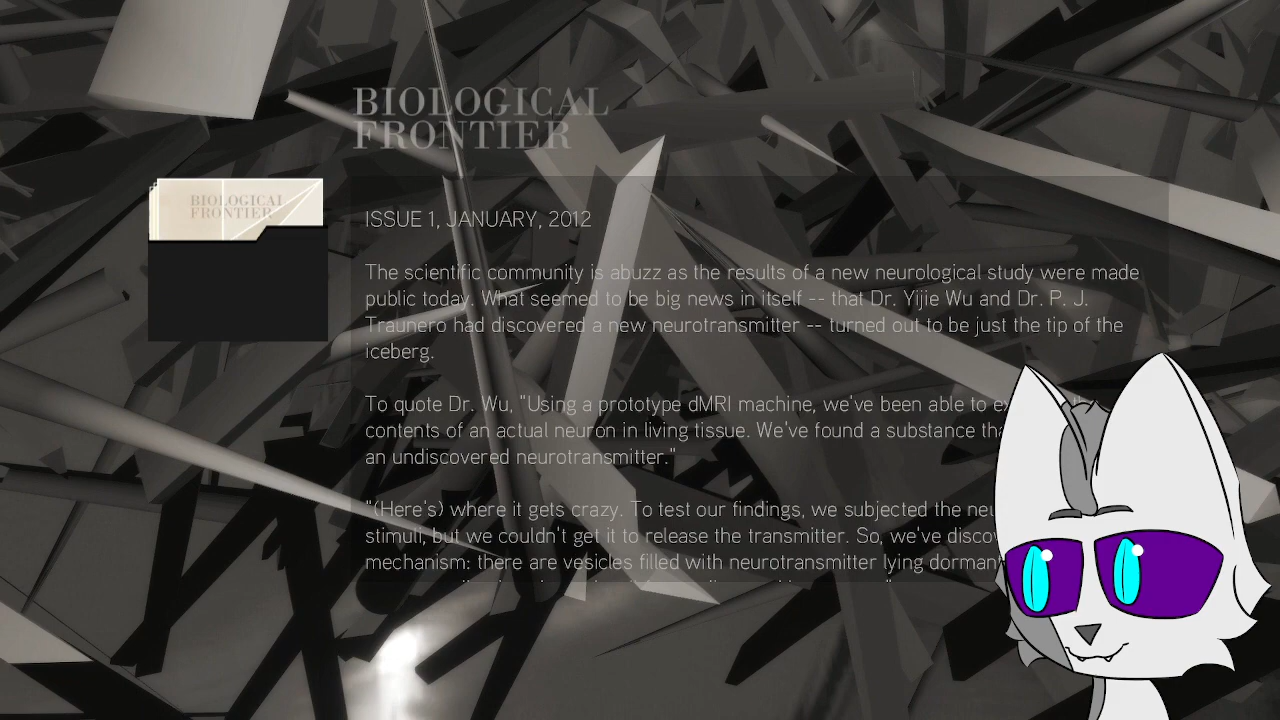 BIOLOGICAL
FRONTIER
BIOLOGICAL
FRONTIER
ISSUE 1, JANUARY, 2012
The scientific community is abuzz as the results of a new neurological study were made
public today. What seemed to be big news in itself -- that Dr. Yijie Wu and Dr. P. J.
Traunero had discovered a new neurotransmitter -- turned out to be just the tip of the
iceberg.
To quote Dr. Wu, "Using a prototype dMRI machine, we've been able to
contents of an actual neuron in living tissue. We've found a substance
an undiscovered neurotransmitter."
"(Here's) where it gets crazy. To test our findings, we subjected the
stimuli, but we couldn't get it to release the transmitter. So, we've
mechanism: there are vesicles filled with neurotransmitter lying